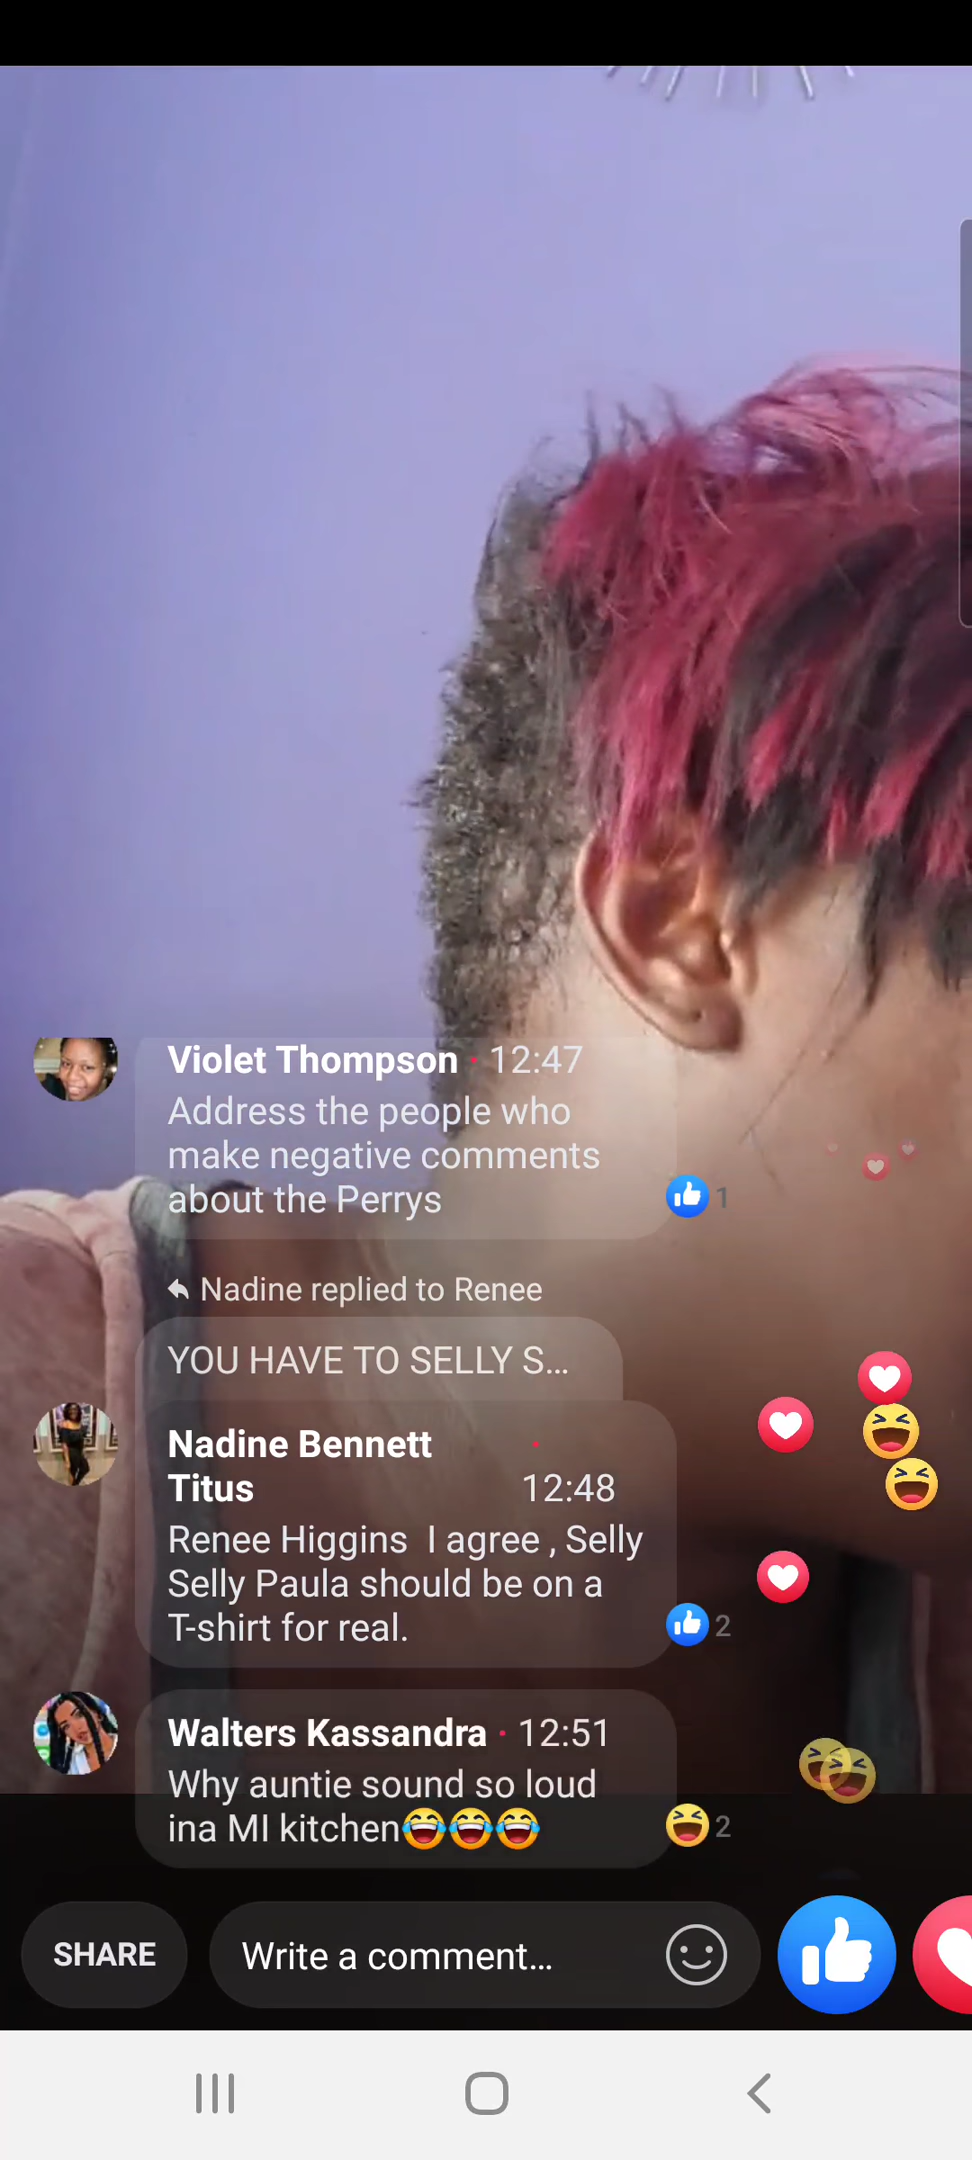 Violet Thompson · 12:47
Address the people who
make negative comments
about the Perrys
1
Nadine replied to Renee
YOU HAVE TO SELLY S...
Nadine Bennett ·
Titus 12:48
Renee Higgins  I agree , Selly
Selly Paula should be on a
T-shirt for real.
2
Walters Kassandra · 12:51
Why auntie sound so loud
ina MI kitchen😂😂😂
2
SHARE
Write a comment...